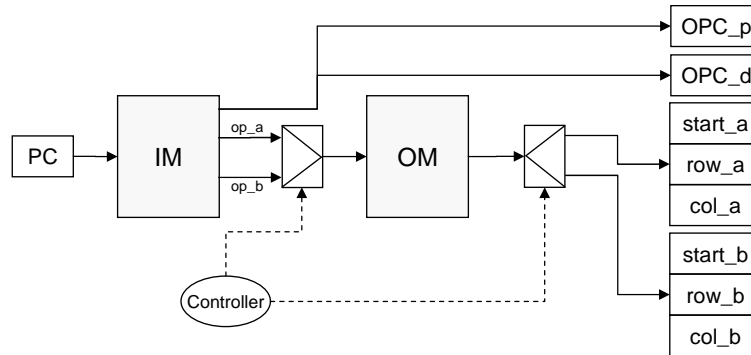 OPC_p
OPC_d
start_a
op_a
PC
IM
OM
row_a
op_b
col_a
start_b
Controller
row_b
col_b